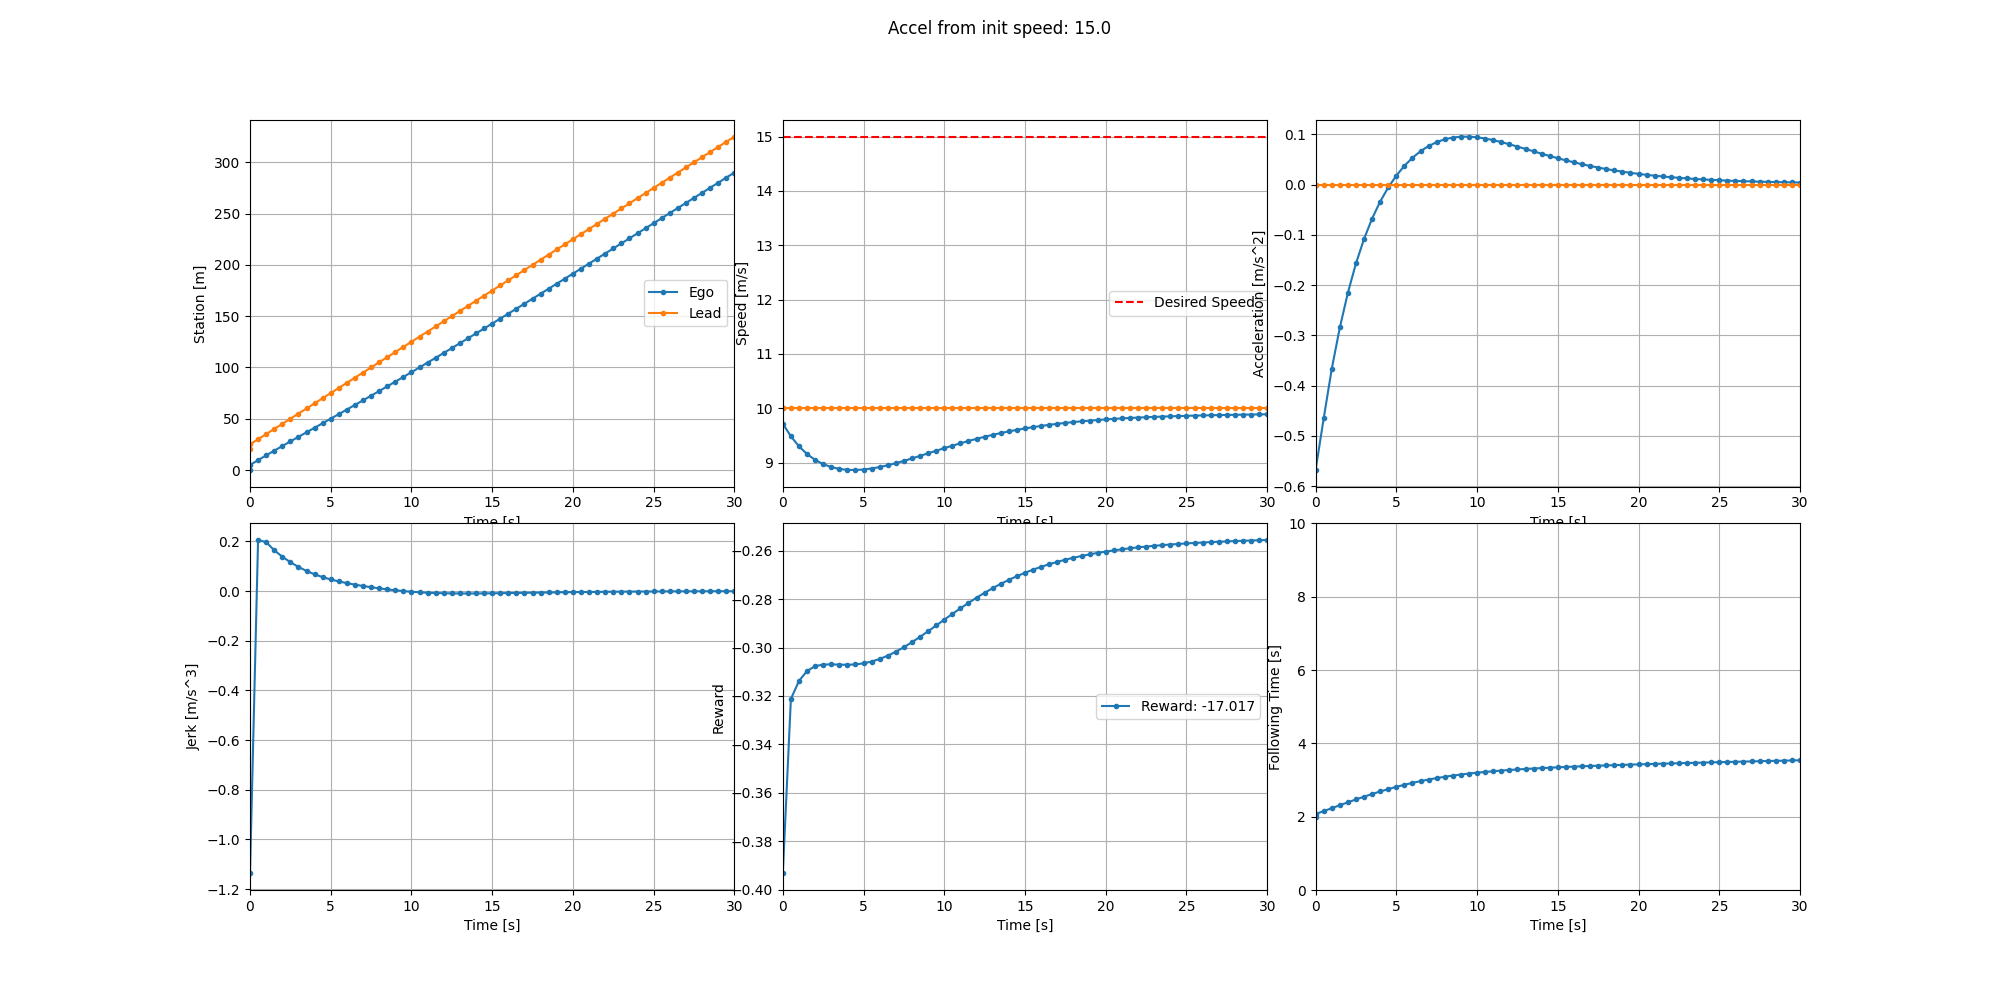 Accel from init speed: 15.0
Station [m]
300
250
200
150
100
50
0
0 5 10 15 20 25 30
Time [s]
Ego
Lead
Speed [m/s]
15
14
13
12
11
10
9
0 5 10 15 20 25 30
Time [s]
Desired Speed
Acceleration [m/s^2]
0.1
0.0
−0.1
−0.2
−0.3
−0.4
−0.5
−0.6
0 5 10 15 20 25 30
Time [s]
Jerk [m/s^3]
0.2
0.0
−0.2
−0.4
−0.6
−0.8
−1.0
−1.2
0 5 10 15 20 25 30
Time [s]
Reward
−0.26
−0.28
−0.30
−0.32
−0.34
−0.36
−0.38
−0.40
0 5 10 15 20 25 30
Time [s]
Reward: -17.017
Following Time [s]
10
8
6
4
2
0
0 5 10 15 20 25 30
Time [s]